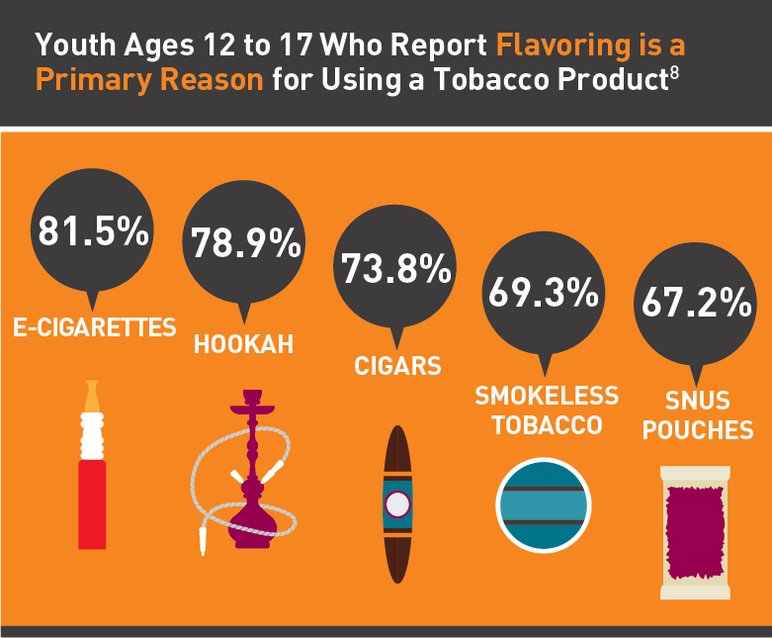 Youth Ages 12 to 17 Who Report Flavoring is a
Primary Reason for Using a Tobacco Product⁸
81.5%
E-CIGARETTES
78.9%
HOOKAH
73.8%
CIGARS
69.3%
SMOKELESS
TOBACCO
67.2%
SNUS
POUCHES